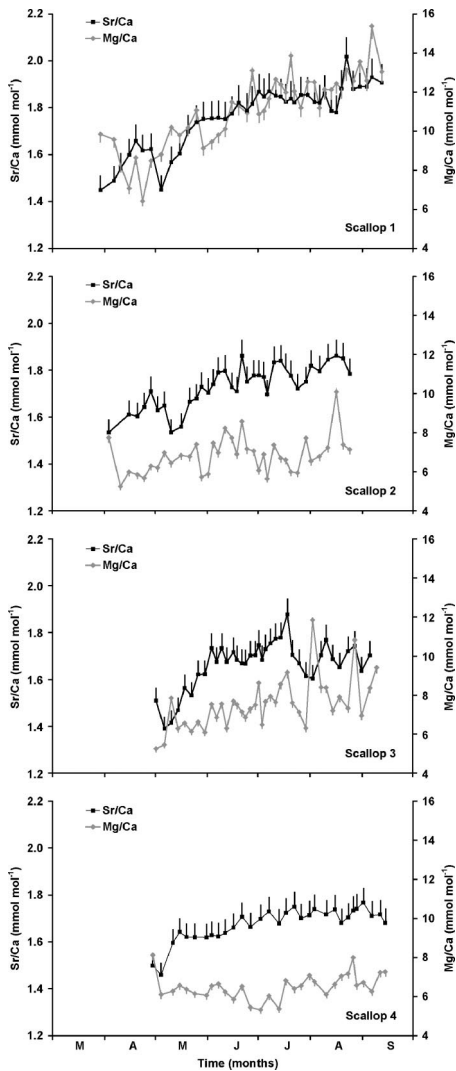 Sr/Ca
Mg/Ca
Sr/Ca (mmol mol⁻¹)
2.2
2.0
1.8
1.6
1.4
1.2
16
14
12
10
8
6
4
Mg/Ca (mmol mol⁻¹)
Scallop 1
Sr/Ca
Mg/Ca
Sr/Ca (mmol mol⁻¹)
2.2
2.0
1.8
1.6
1.4
1.2
16
14
12
10
8
6
4
Mg/Ca (mmol mol⁻¹)
Scallop 2
Sr/Ca
Mg/Ca
Sr/Ca (mmol mol⁻¹)
2.2
2.0
1.8
1.6
1.4
1.2
16
14
12
10
8
6
4
Mg/Ca (mmol mol⁻¹)
Scallop 3
Sr/Ca
Mg/Ca
Sr/Ca (mmol mol⁻¹)
2.2
2.0
1.8
1.6
1.4
1.2
16
14
12
10
8
6
4
Mg/Ca (mmol mol⁻¹)
Scallop 4
M A M J J A S
Time (months)